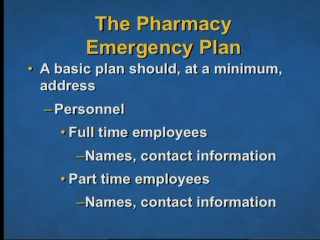 The Pharmacy
Emergency Plan
• A basic plan should, at a minimum,
address
– Personnel
• Full time employees
– Names, contact information
• Part time employees
– Names, contact information